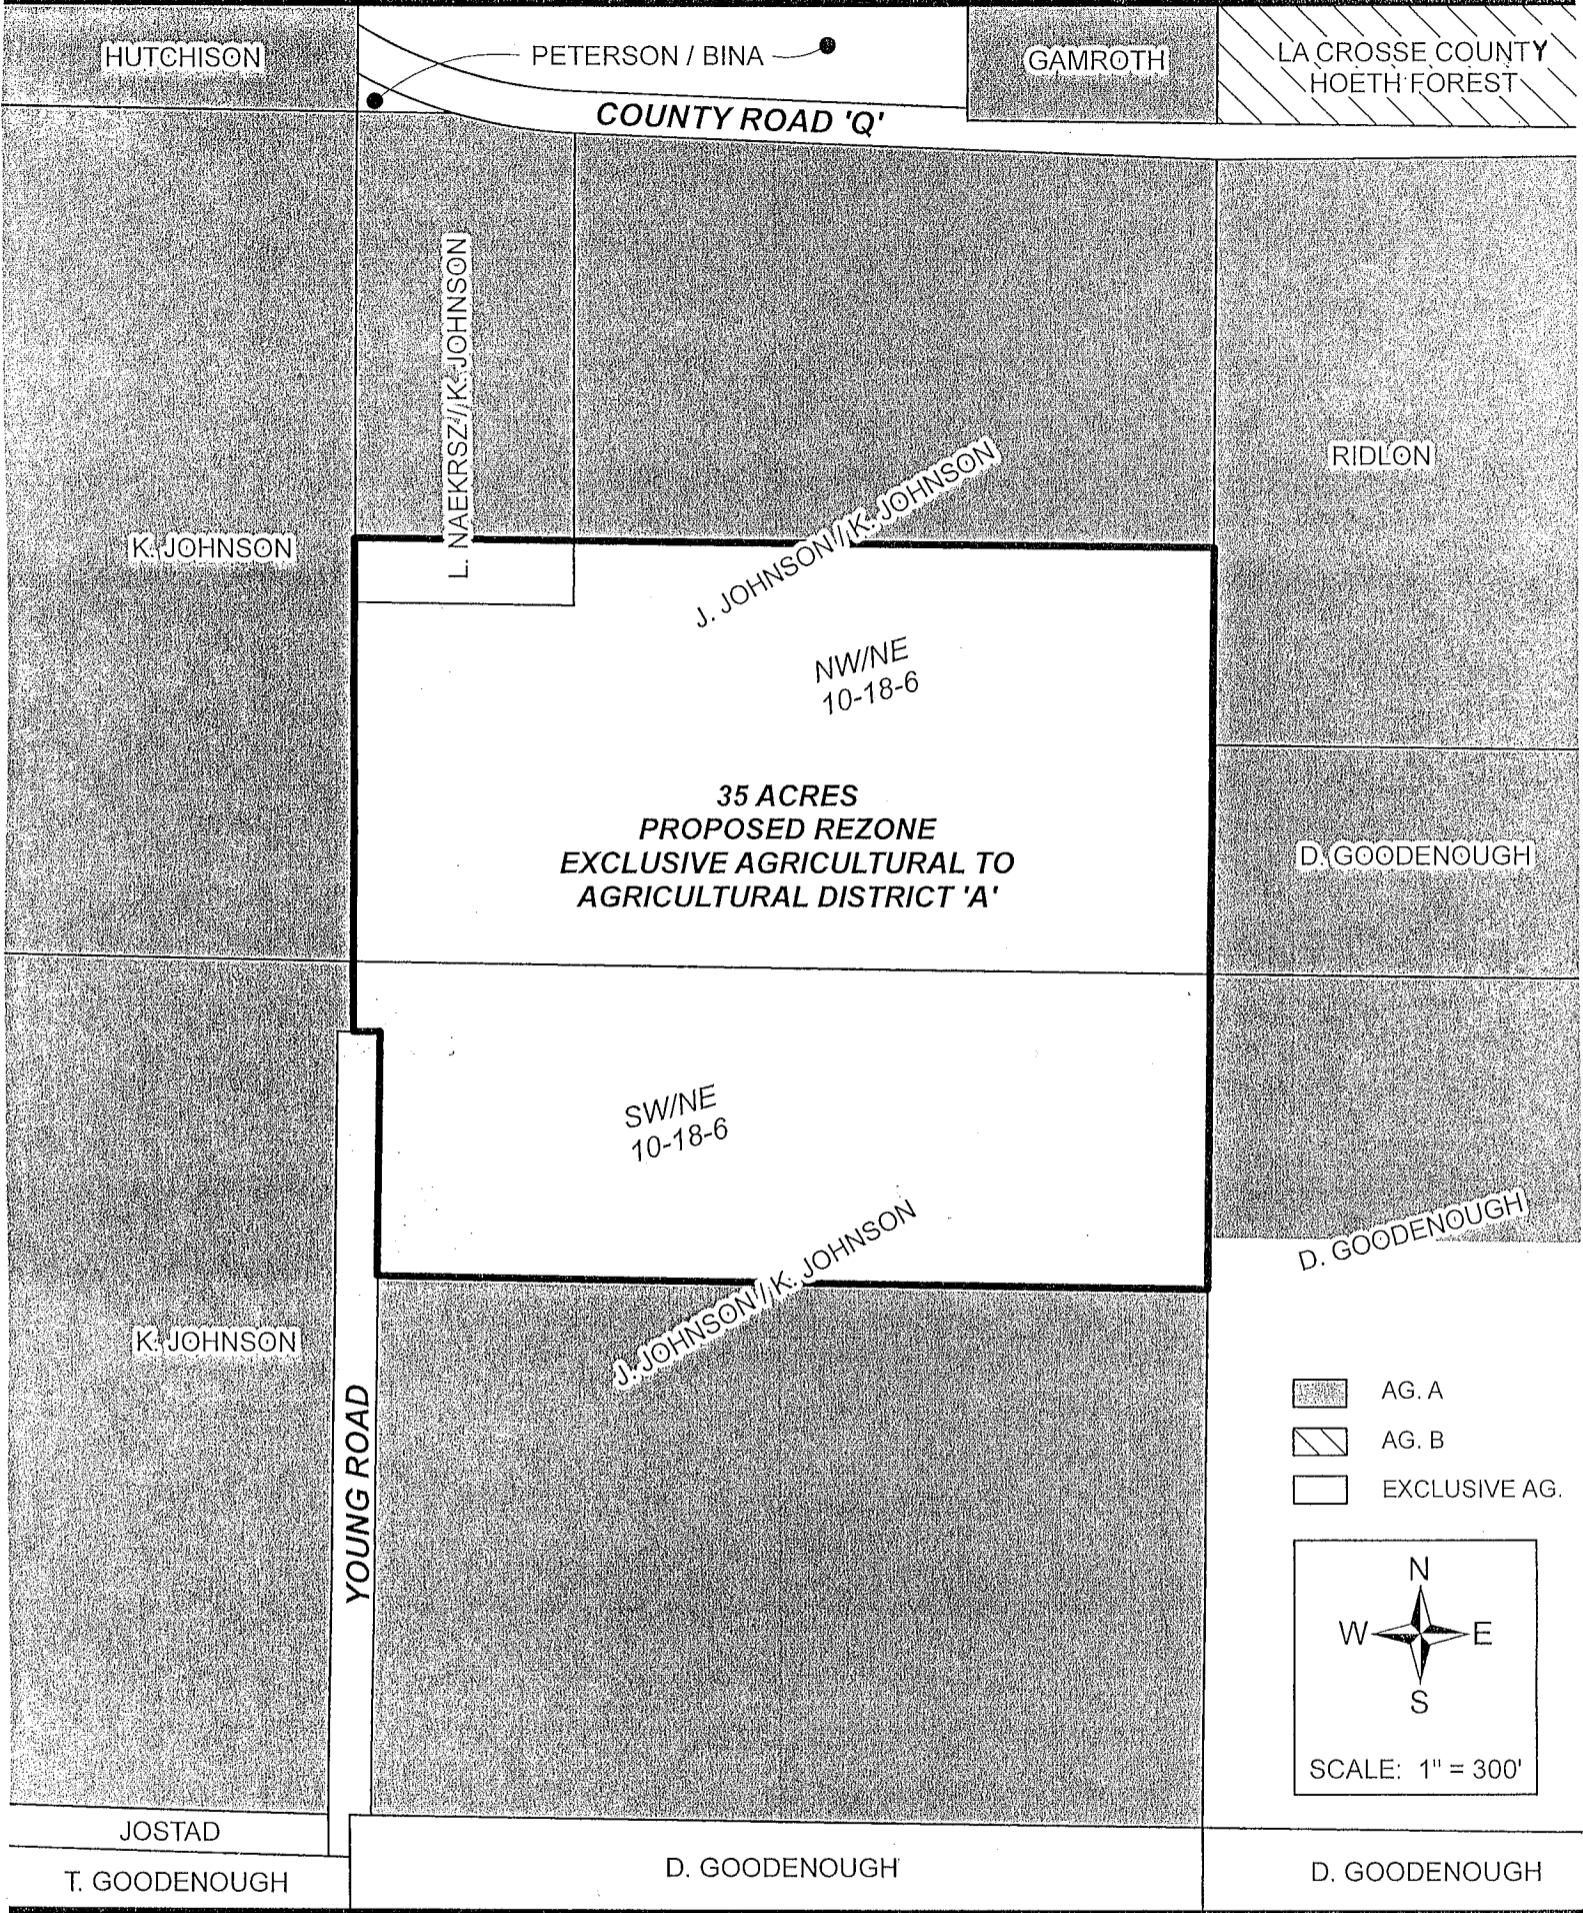 HUTCHISON
PETERSON / BINA
GAMROTH
LA CROSSE COUNTY
HOETH FOREST
COUNTY ROAD 'Q'
L. NAEKRSZ // K. JOHNSON
J. JOHNSON // K. JOHNSON
RIDLON
K. JOHNSON
NW/NE
10-18-6
35 ACRES
PROPOSED REZONE
EXCLUSIVE AGRICULTURAL TO
AGRICULTURAL DISTRICT 'A'
D. GOODENOUGH
SW/NE
10-18-6
J. JOHNSON // K. JOHNSON
D. GOODENOUGH
K. JOHNSON
YOUNG ROAD
AG. A
AG. B
EXCLUSIVE AG.
N
W E
S
SCALE: 1" = 300'
JOSTAD
T. GOODENOUGH
D. GOODENOUGH
D. GOODENOUGH